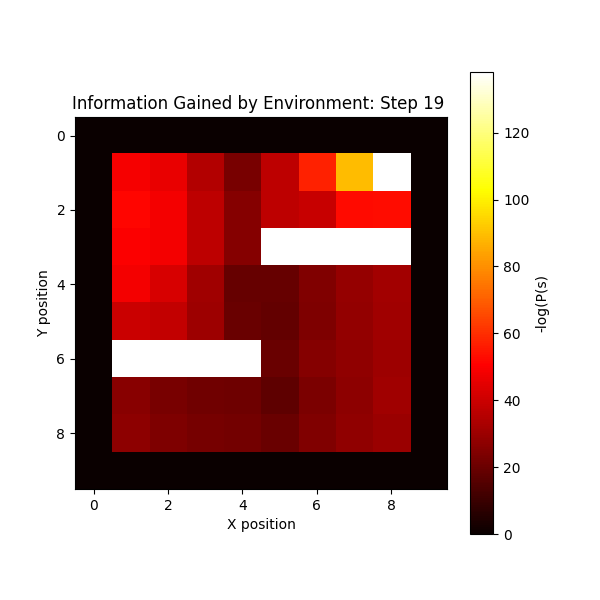 Information Gained by Environment: Step 19
0
2
4
6
8
Y position
0 2 4 6 8
X position
120
100
80
60
40
20
0
-log(P(s)